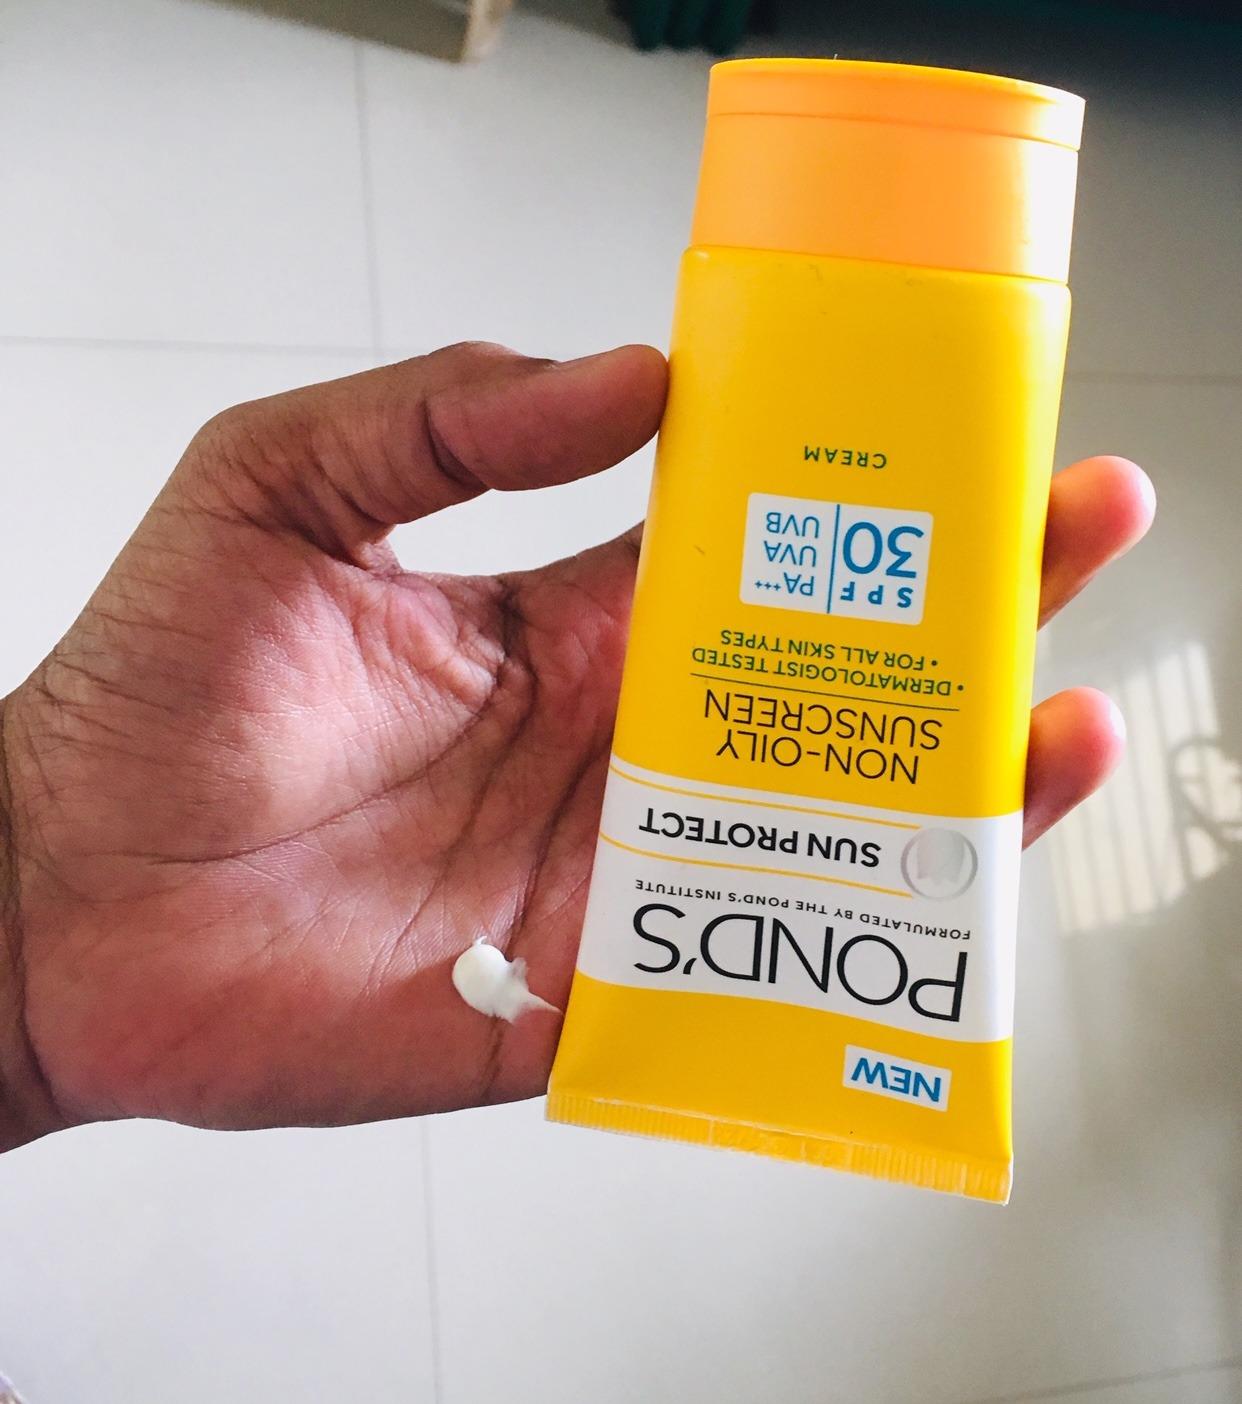 NEW
POND'S
FORMULATED BY THE POND'S INSTITUTE
SUN PROTECT
NON-OILY
SUNSCREEN
• DERMATOLOGIST TESTED
• FOR ALL SKIN TYPES
SPF
30
PA+++
UVA
UVB
CREAM